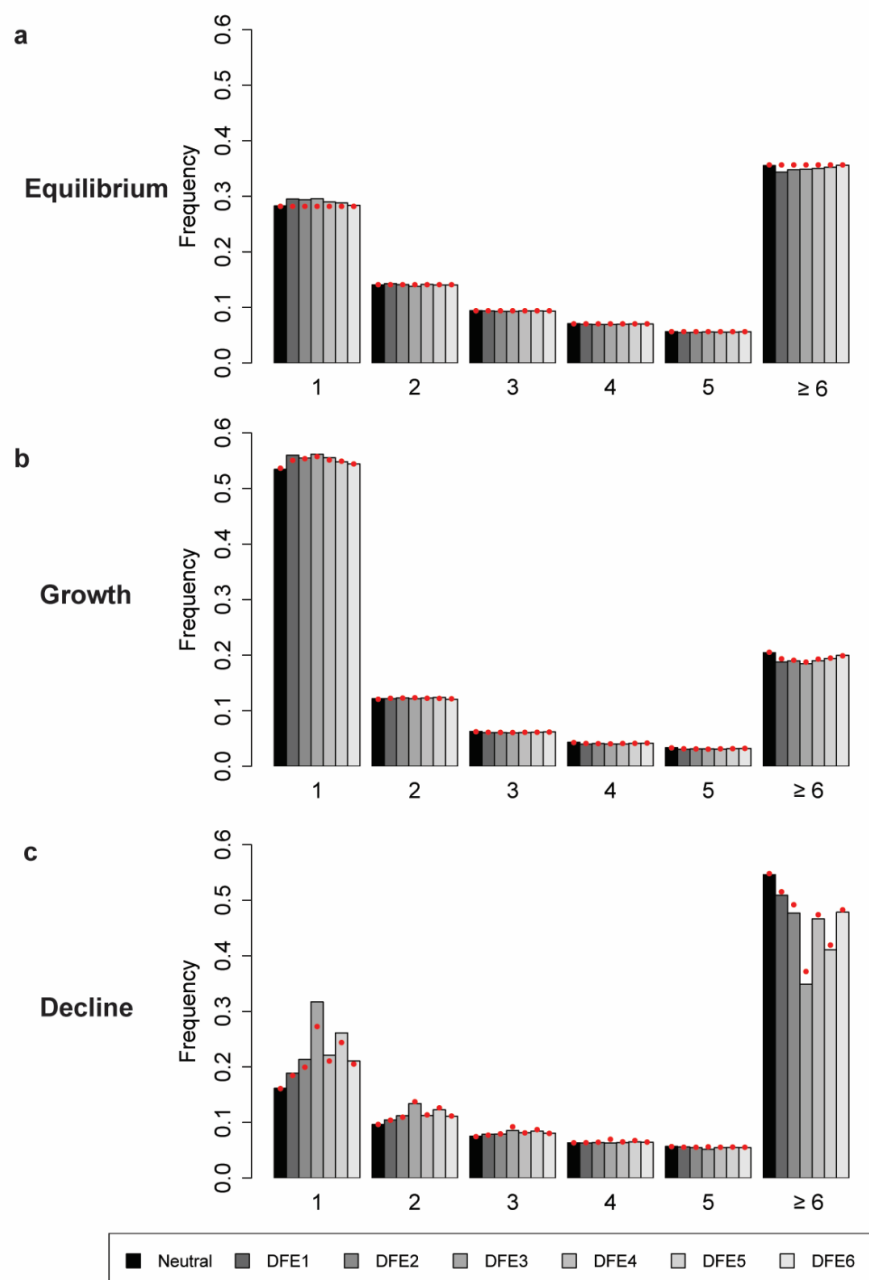 a
Equilibrium
Frequency
0.0 0.1 0.2 0.3 0.4 0.5 0.6
1 2 3 4 5 ≥ 6
b
Growth
Frequency
0.0 0.1 0.2 0.3 0.4 0.5 0.6
1 2 3 4 5 ≥ 6
c
Decline
Frequency
0.0 0.1 0.2 0.3 0.4 0.5 0.6
1 2 3 4 5 ≥ 6
Neutral DFE1 DFE2 DFE3 DFE4 DFE5 DFE6